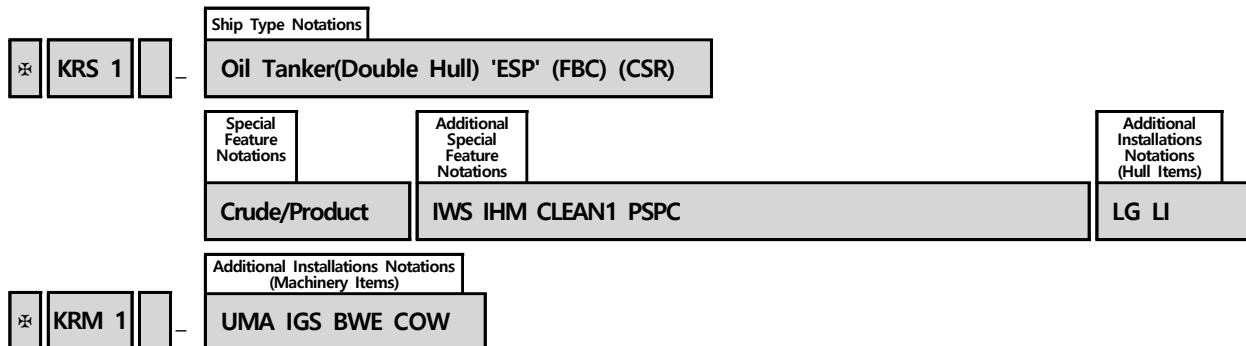 Ship Type Notations
✠ KRS 1 _ Oil Tanker(Double Hull) 'ESP' (FBC) (CSR)
Special
Feature
Notations
Additional
Special
Feature
Notations
Additional
Installations
Notations
(Hull Items)
Crude/Product IWS IHM CLEAN1 PSPC LG LI
Additional Installations Notations
(Machinery Items)
✠ KRM 1 _ UMA IGS BWE COW